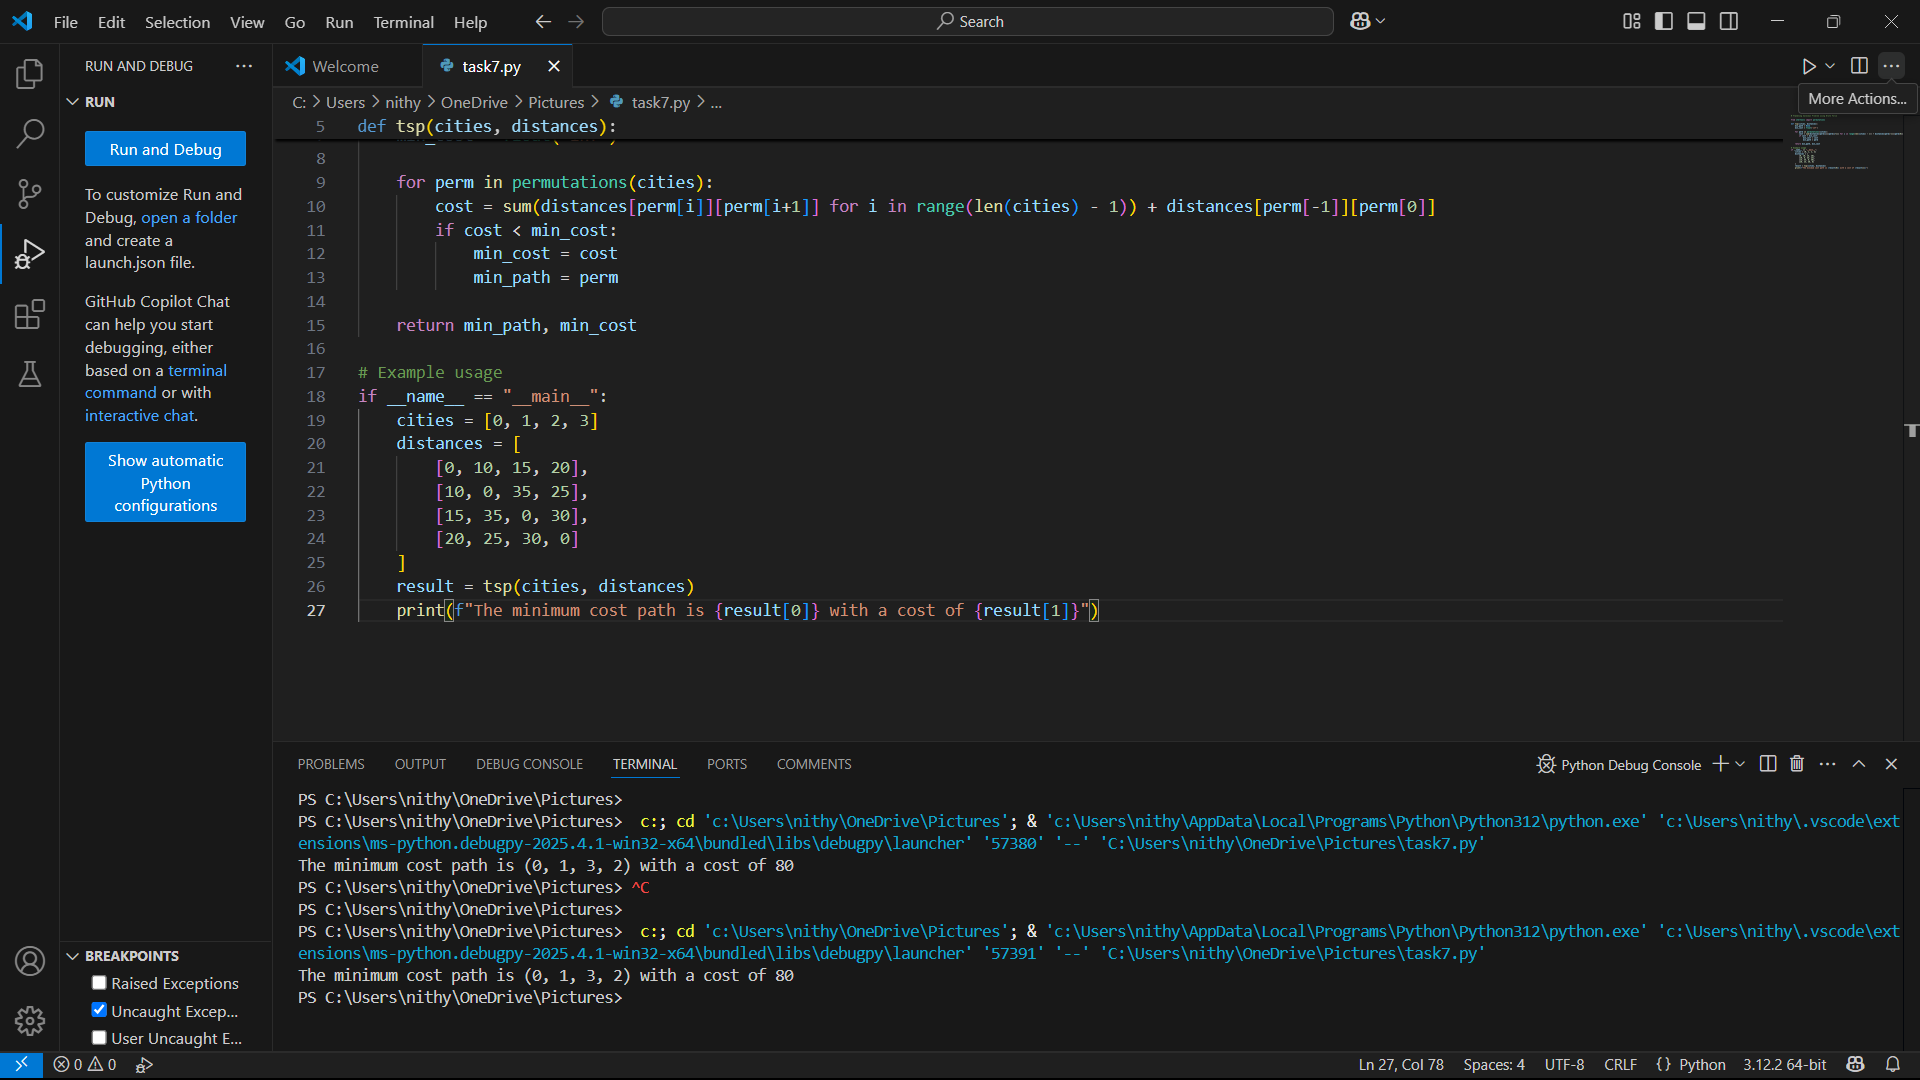 File Edit Selection View Go Run Terminal Help
Search
RUN AND DEBUG
Welcome
task7.py
More Actions...
RUN
Run and Debug
To customize Run and
Debug, open a folder
and create a
launch.json file.
GitHub Copilot Chat
can help you start
debugging, either
based on a terminal
command or with
interactive chat.
Show automatic
Python
configurations
C: > Users > nithy > OneDrive > Pictures > task7.py > ...
5 def tsp(cities, distances):
8
9 for perm in permutations(cities):
10 cost = sum(distances[perm[i]][perm[i+1]] for i in range(len(cities) - 1)) + distances[perm[-1]][perm[0]]
11 if cost < min_cost:
12 min_cost = cost
13 min_path = perm
14
15 return min_path, min_cost
16
17 # Example usage
18 if __name__ == "__main__":
19 cities = [0, 1, 2, 3]
20 distances = [
21 [0, 10, 15, 20],
22 [10, 0, 35, 25],
23 [15, 35, 0, 30],
24 [20, 25, 30, 0]
25 ]
26 result = tsp(cities, distances)
27 print(f"The minimum cost path is {result[0]} with a cost of {result[1]}")
PROBLEMS OUTPUT DEBUG CONSOLE TERMINAL PORTS COMMENTS
Python Debug Console
PS C:\Users\nithy\OneDrive\Pictures>
PS C:\Users\nithy\OneDrive\Pictures>  c:; cd 'c:\Users\nithy\OneDrive\Pictures'; & 'c:\Users\nithy\AppData\Local\Programs\Python\Python312\python.exe' 'c:\Users\nithy\.vscode\ext
ensions\ms-python.debugpy-2025.4.1-win32-x64\bundled\libs\debugpy\launcher' '57380' '--' 'C:\Users\nithy\OneDrive\Pictures\task7.py'
The minimum cost path is (0, 1, 3, 2) with a cost of 80
PS C:\Users\nithy\OneDrive\Pictures> ^C
PS C:\Users\nithy\OneDrive\Pictures>
PS C:\Users\nithy\OneDrive\Pictures>  c:; cd 'c:\Users\nithy\OneDrive\Pictures'; & 'c:\Users\nithy\AppData\Local\Programs\Python\Python312\python.exe' 'c:\Users\nithy\.vscode\ext
ensions\ms-python.debugpy-2025.4.1-win32-x64\bundled\libs\debugpy\launcher' '57391' '--' 'C:\Users\nithy\OneDrive\Pictures\task7.py'
The minimum cost path is (0, 1, 3, 2) with a cost of 80
PS C:\Users\nithy\OneDrive\Pictures>
BREAKPOINTS
Raised Exceptions
Uncaught Excep...
User Uncaught E...
0 0
Ln 27, Col 78 Spaces: 4 UTF-8 CRLF {} Python 3.12.2 64-bit